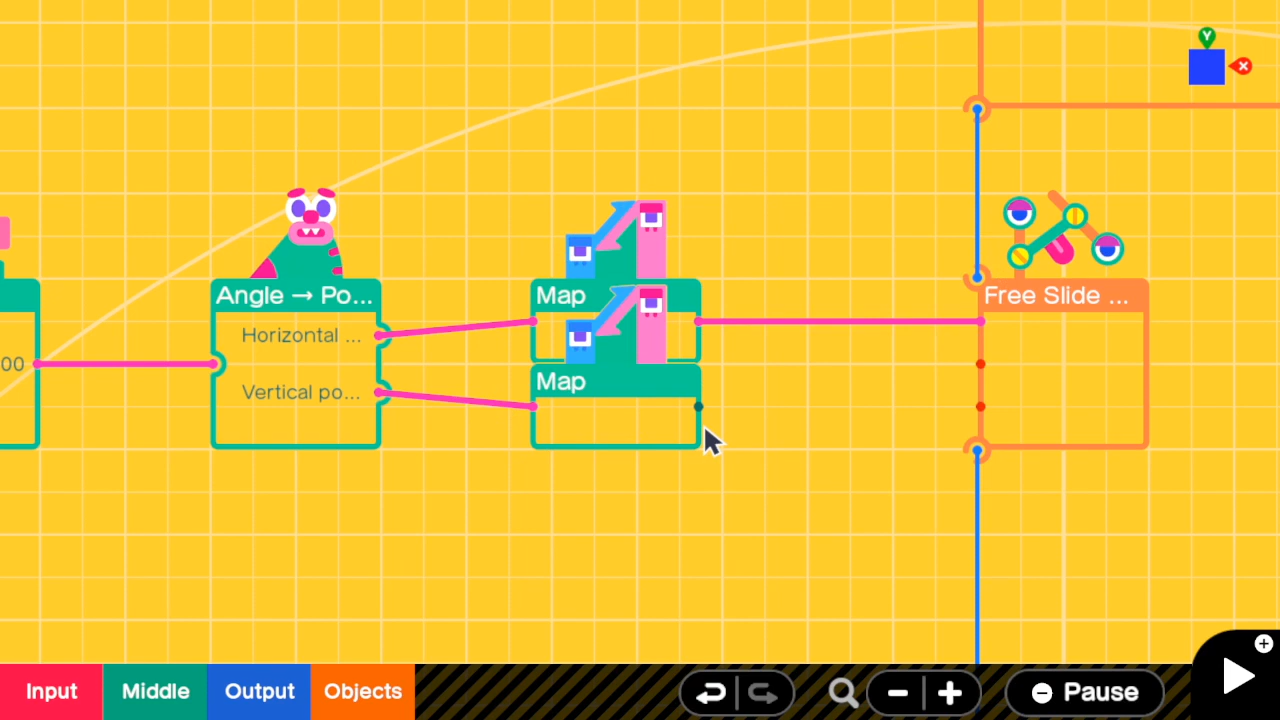 Y
X
Angle → Po...
Map
Free Slide ...
Horizontal ...
00
Map
Vertical po...
Input
Middle
Output
Objects
Pause